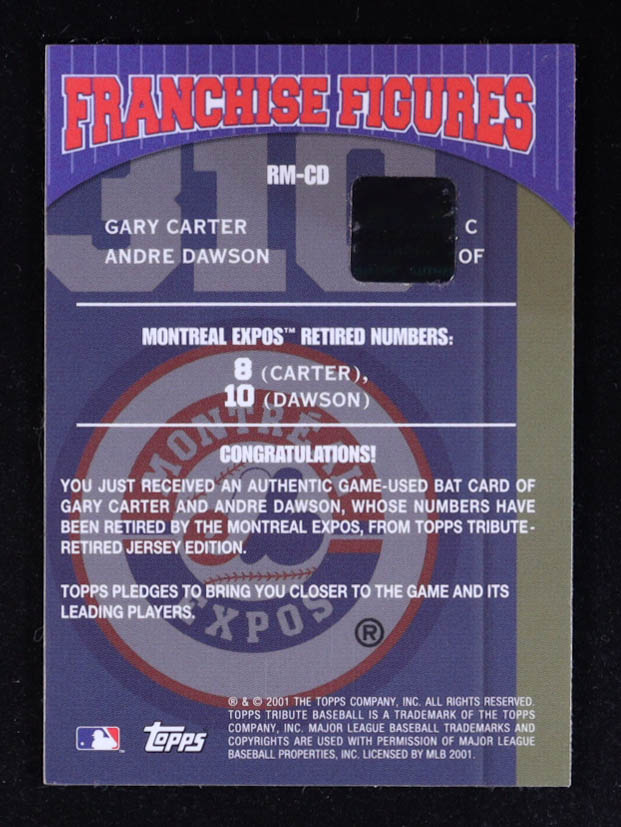 FRANCHISE FIGURES
310
RM-CD
GARY CARTER C
ANDRE DAWSON OF
MONTREAL EXPOS™ RETIRED NUMBERS:
8 (CARTER),
10 (DAWSON)
CONGRATULATIONS!
YOU JUST RECEIVED AN AUTHENTIC GAME-USED BAT CARD OF
GARY CARTER AND ANDRE DAWSON, WHOSE NUMBERS HAVE
BEEN RETIRED BY THE MONTREAL EXPOS, FROM TOPPS TRIBUTE-
RETIRED JERSEY EDITION.
TOPPS PLEDGES TO BRING YOU CLOSER TO THE GAME AND ITS
LEADING PLAYERS.
MONTRÉAL
EXPOS
®
® & © 2001 THE TOPPS COMPANY, INC. ALL RIGHTS RESERVED.
TOPPS TRIBUTE BASEBALL IS A TRADEMARK OF THE TOPPS
COMPANY, INC. MAJOR LEAGUE BASEBALL TRADEMARKS AND
COPYRIGHTS ARE USED WITH PERMISSION OF MAJOR LEAGUE
BASEBALL PROPERTIES, INC. LICENSED BY MLB 2001.
Topps